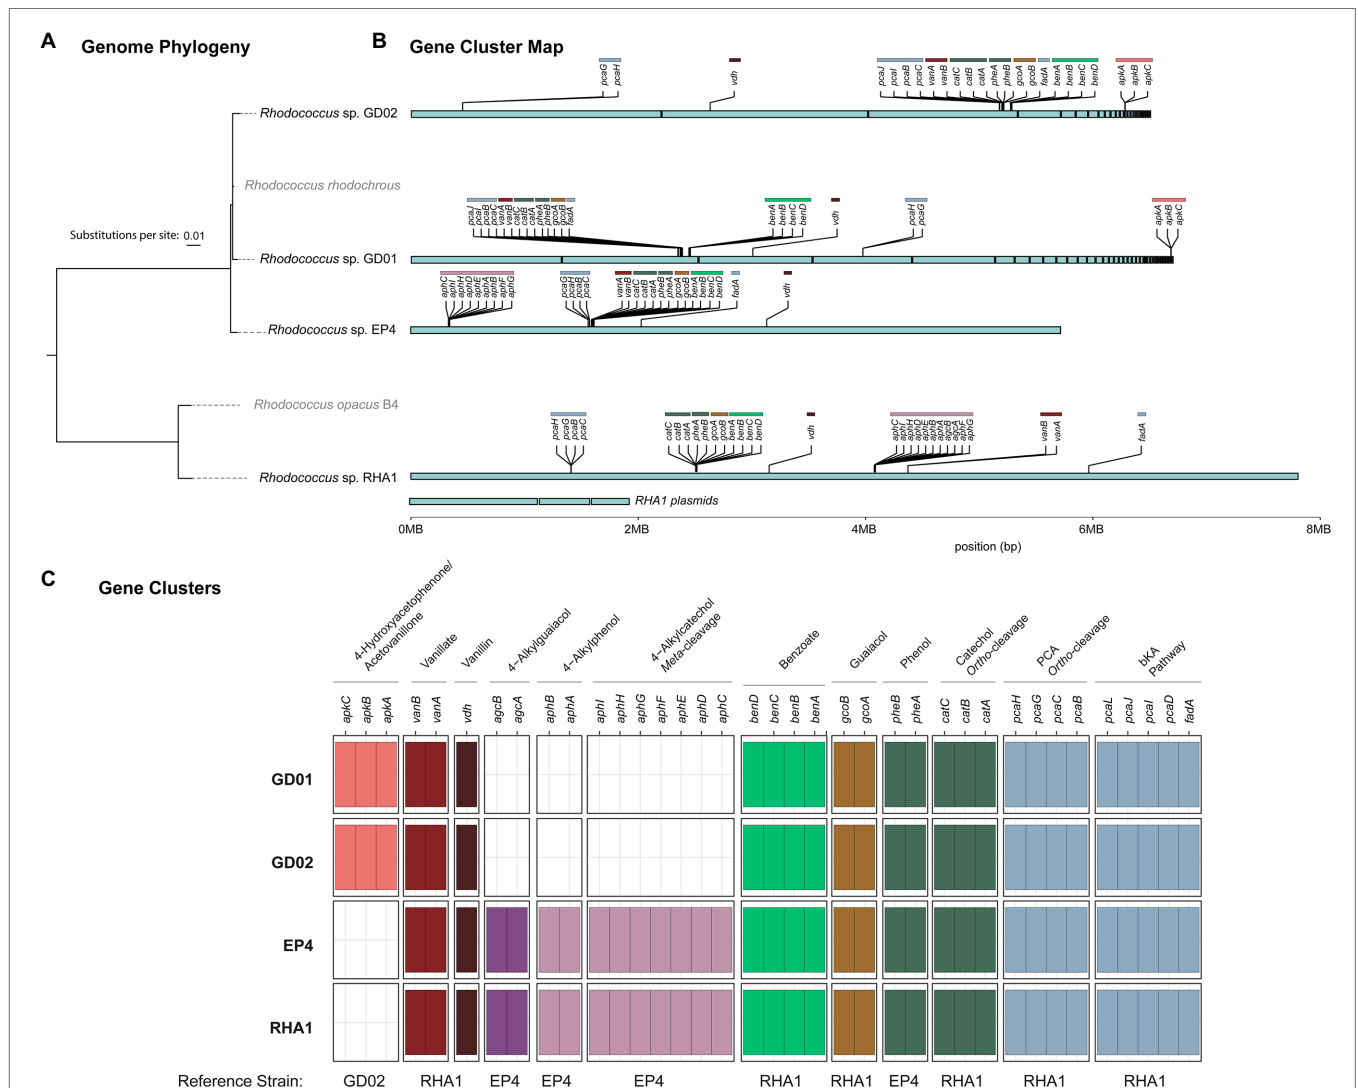 A Genome Phylogeny
B Gene Cluster Map
pcaG pcaH vdh pcaJ pcaI pcaB pcaC vanA vanB catC catB catA pheA pheB gcoA gcoB fadA benA benB benC benD apkA apkB apkC
Rhodococcus sp. GD02
Rhodococcus rhodochrous
pcaJ pcaI pcaB pcaC vanA vanB catC catB catA pheA pheB gcoA gcoB fadA benA benB benC benD vdh pcaH pcaG apkA apkB apkC
Substitutions per site: 0.01
Rhodococcus sp. GD01
aphC aphI aphH aphD aphE aphA aphB aphF aphG pcaG pcaH pcaB pcaC vanA vanB catC catB catA pheB pheA gcoA gcoB benA benB benC benD fadA vdh
Rhodococcus sp. EP4
Rhodococcus opacus B4
pcaH pcaG pcaB pcaC catC catB catA pheA pheB gcoA gcoB benA benB benC benD vdh aphC aphI aphH aphD aphE aphB aphA agcB agcA aphF aphG vanB vanA fadA
Rhodococcus sp. RHA1
RHA1 plasmids
0MB 2MB 4MB 6MB 8MB
position (bp)
C Gene Clusters
4-Hydroxyacetophenone/
Acetovanillone
Vanillate
Vanillin
4-Alkylguaiacol
4-Alkylphenol
4-Alkylcatechol
Meta-cleavage
Benzoate
Guaiacol
Phenol
Catechol
Ortho-cleavage
PCA
Ortho-cleavage
bKA
Pathway
apkC apkB apkA vanB vanA vdh agcB agcA aphB aphA aphI aphH aphG aphF aphE aphD aphC benD benC benB benA gcoB gcoA pheB pheA catC catB catA pcaH pcaG pcaC pcaB pcaL pcaJ pcaI pcaD fadA
GD01
GD02
EP4
RHA1
Reference Strain: GD02 RHA1 EP4 EP4 EP4 RHA1 RHA1 EP4 RHA1 RHA1 RHA1